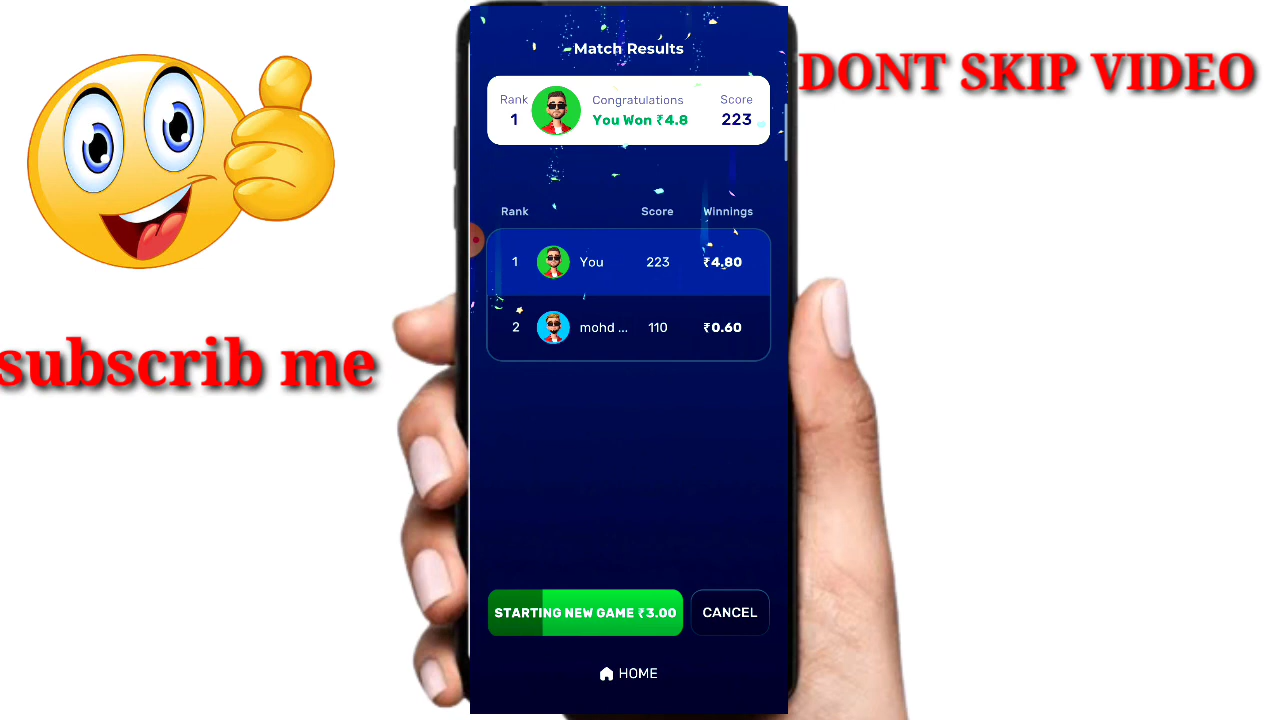 Match Results
DONT SKIP VIDEO
Rank Congratulations Score
1 You Won ₹4.8 223
Rank Score Winnings
1 You 223 ₹4.80
subscrib me
2 mohd ... 110 ₹0.60
STARTING NEW GAME ₹3.00 CANCEL
HOME